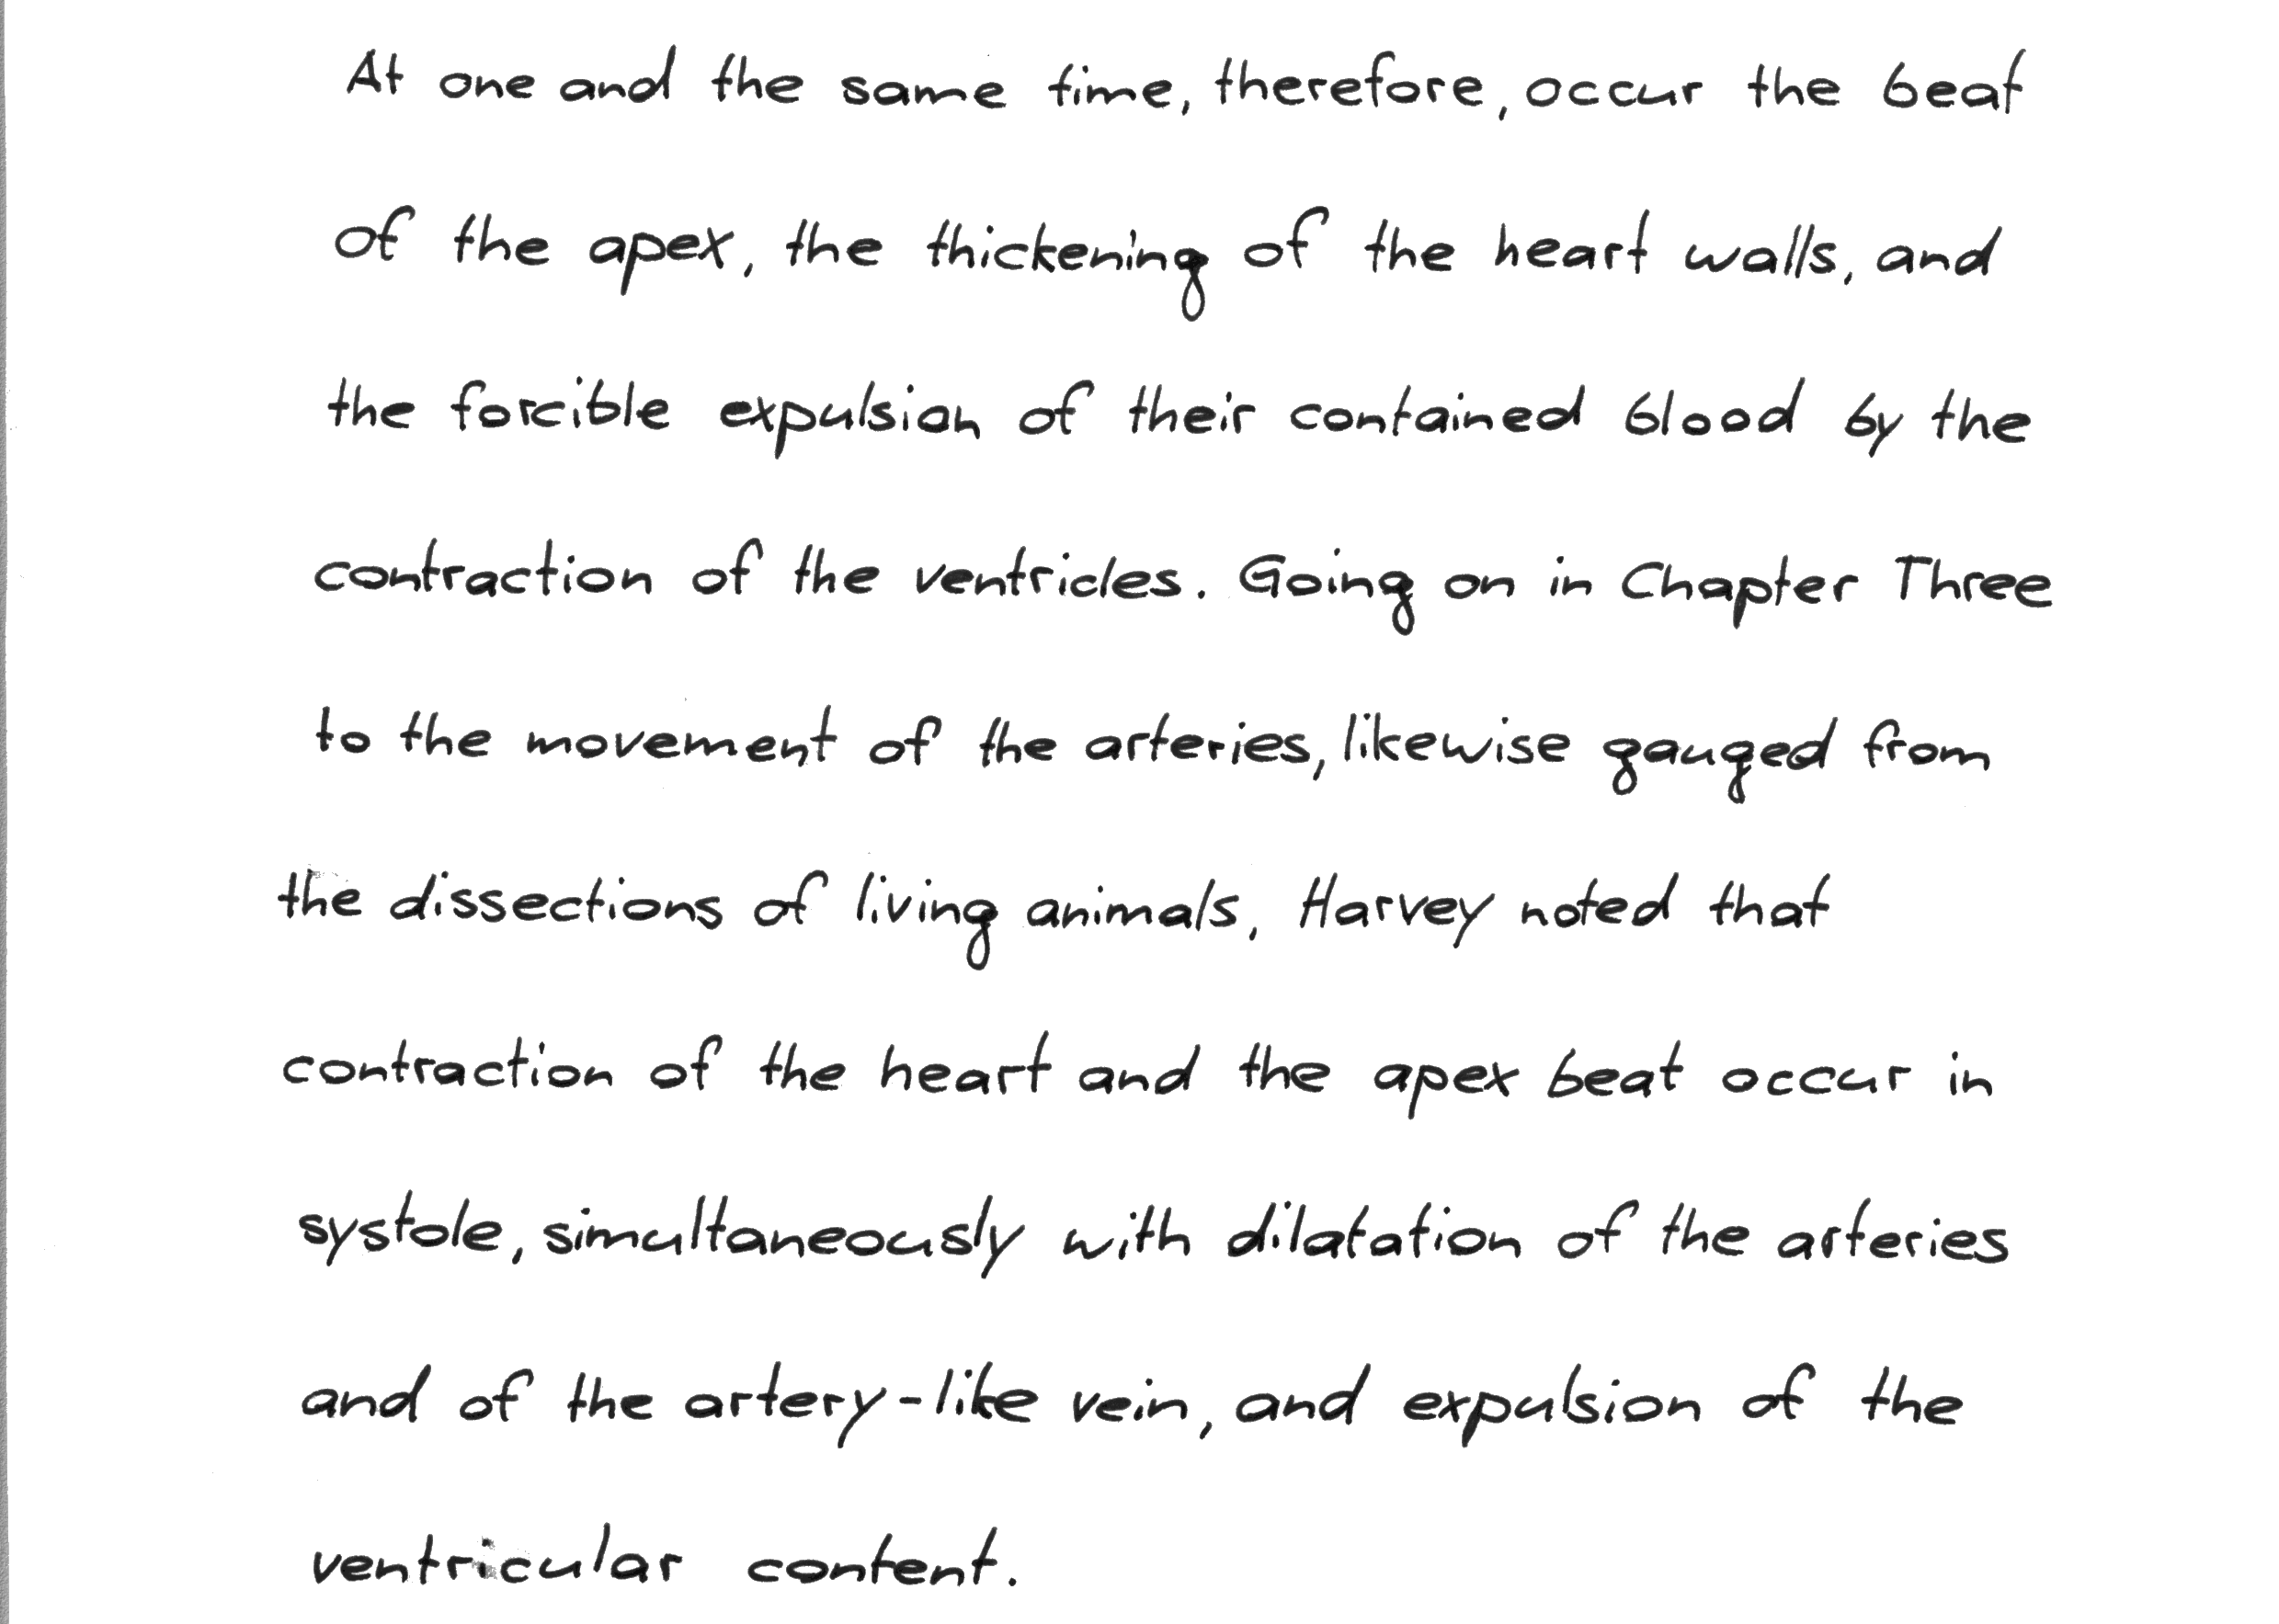 At one and the same time, therefore, occur the beat
of the apex, the thickening of the heart walls, and
the forcible expulsion of their contained blood by the
contraction of the ventricles. Going on in Chapter Three
to the movement of the arteries, likewise gauged from
the dissections of living animals, Harvey noted that
contraction of the heart and the apex beat occur in
systole, simultaneously with dilatation of the arteries
and of the artery-like vein, and expulsion of the
ventricular content.